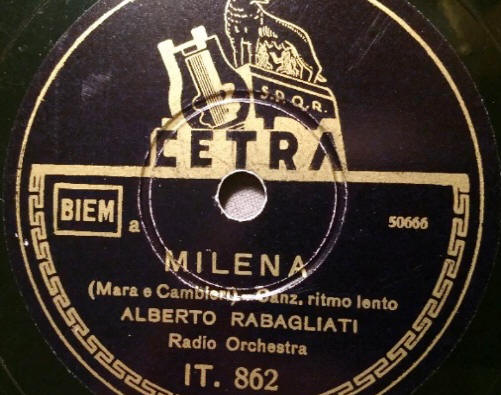 S.P.Q.R.
CETRA
BIEM a
50666
MILENA
(Mara e Cambieri) - Canz. ritmo lento
ALBERTO RABAGLIATI
Radio Orchestra
IT. 862